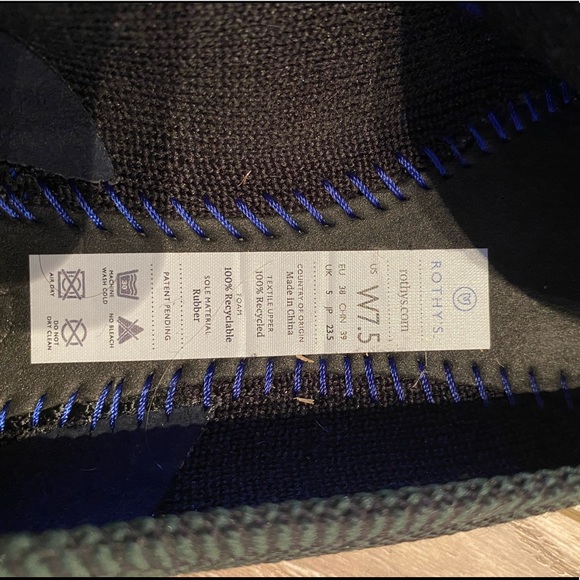 ROTHY'S
rothys.com
US W7.5
EU 38 CHN 39
UK 5 JP 23.5
COUNTRY OF ORIGIN
Made in China
TEXTILE UPPER
100% Recycled
FOAM
100% Recyclable
SOLE MATERIAL
Rubber
PATENT PENDING
30
MACHINE
WASH COLD
NO BLEACH
AIR DAY
DO NOT
DRY CLEAN